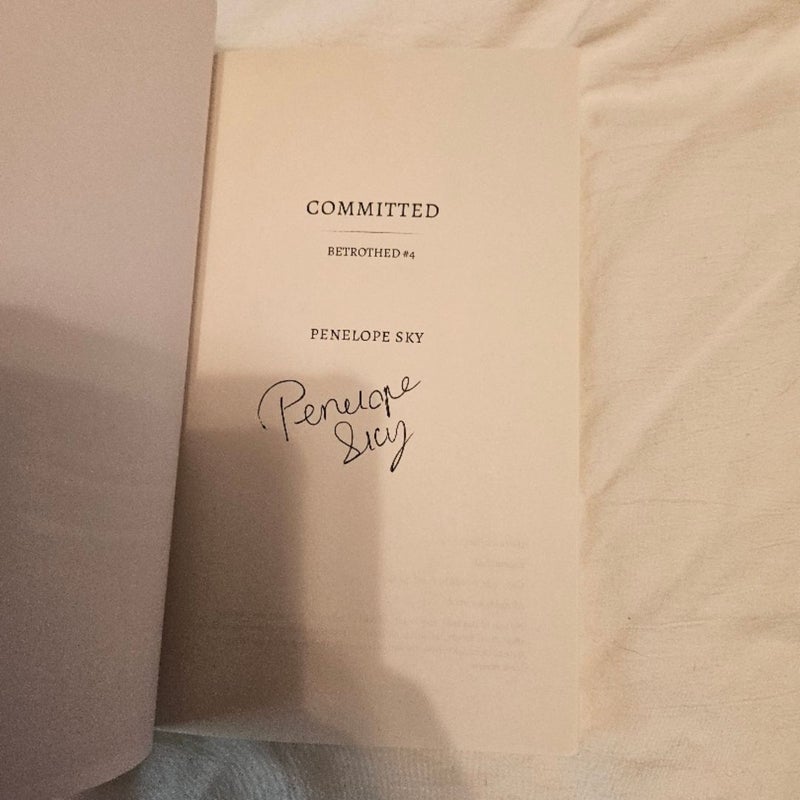 COMMITTED
BETROTHED #4
PENELOPE SKY
Penelope
Sky